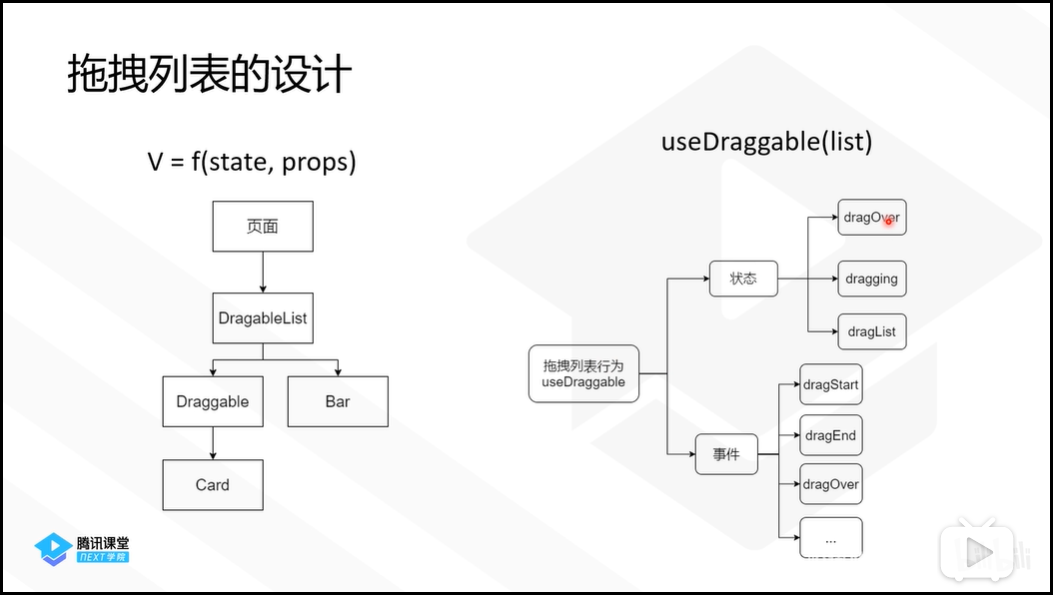 拖拽列表的设计
V = f(state, props)
页面
DragableList
Draggable
Bar
Card
useDraggable(list)
拖拽列表行为
useDraggable
状态
dragOver
dragging
dragList
事件
dragStart
dragEnd
dragOver
...
腾讯课堂
NEXT学院